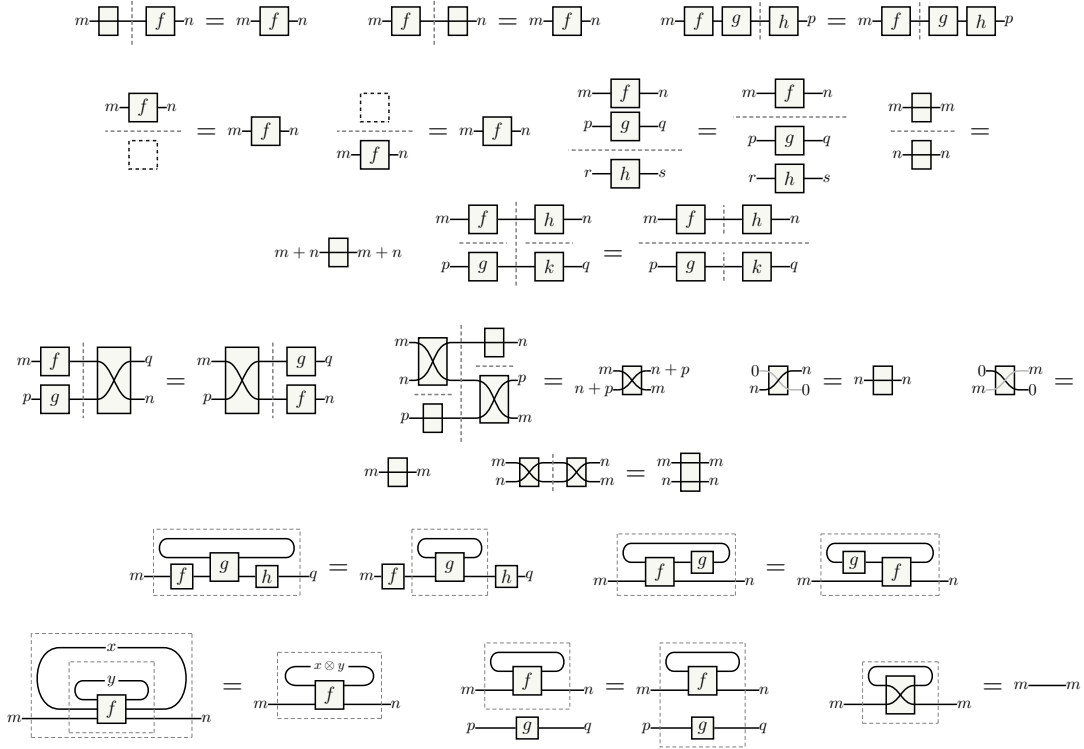 m n f = m f n m f n = m f n m f g h p = m f g h p
m f n = m f n m f n = m f n m f n p g q r h s = m f n p g q r h s m m n n =
m + n m + n m f h n p g k q = m f h n p g k q
m f q p g n = m g q p f n m n n p p m = m n + p n + p m 0 n n 0 = n n 0 m m 0 =
m m m n n m = m m n n
m f g h q = m f g h q m f g n = m g f n
x y m f n = x ⊗ y m f n m f n p g q = m f n p g q m m = m m